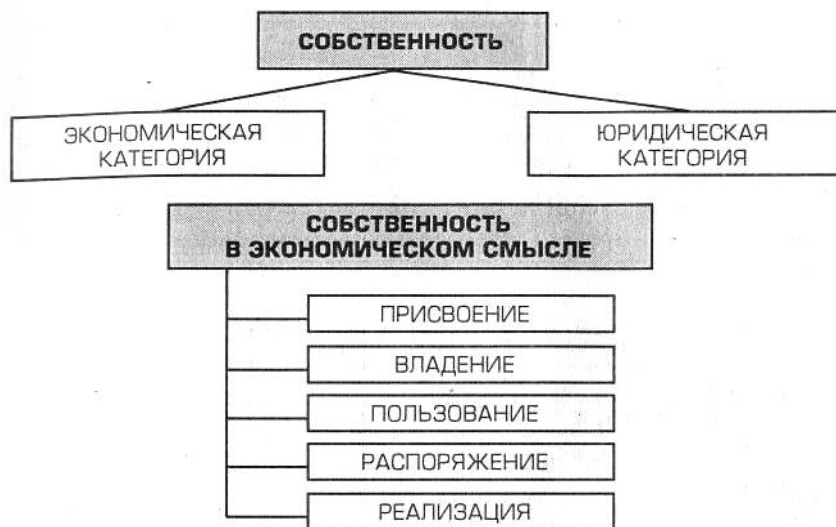 СОБСТВЕННОСТЬ
ЭКОНОМИЧЕСКАЯ
КАТЕГОРИЯ
ЮРИДИЧЕСКАЯ
КАТЕГОРИЯ
СОБСТВЕННОСТЬ
В ЭКОНОМИЧЕСКОМ СМЫСЛЕ
ПРИСВОЕНИЕ
ВЛАДЕНИЕ
ПОЛЬЗОВАНИЕ
РАСПОРЯЖЕНИЕ
РЕАЛИЗАЦИЯ